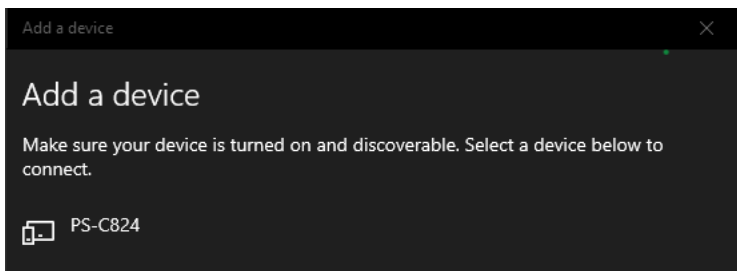 Add a device
Add a device
Make sure your device is turned on and discoverable. Select a device below to
connect.
PS-C824